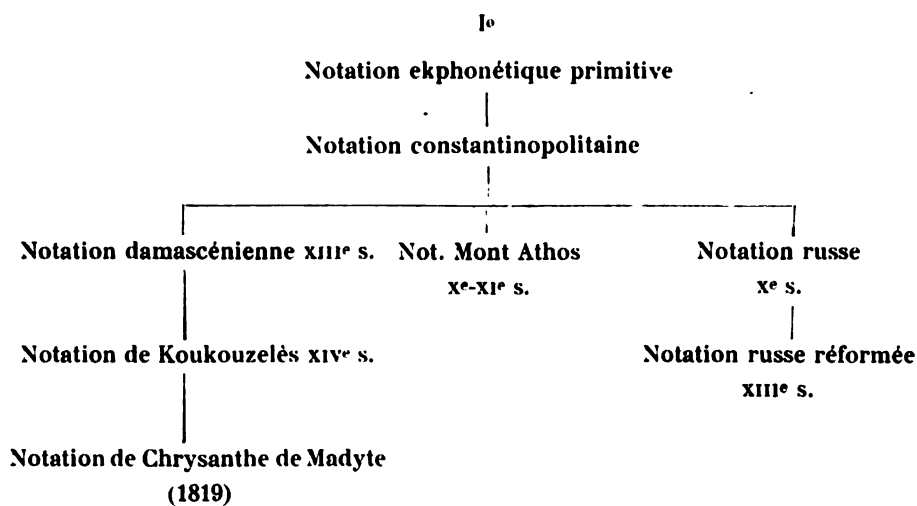 Iº
Notation ekphonétique primitive
Notation constantinopolitaine
Notation damascénienne XIIIᵉ s.
Not. Mont Athos
Xᵉ-XIᵉ s.
Notation russe
Xᵉ s.
Notation de Koukouzelès XIVᵉ s.
Notation russe réformée
XIIIᵉ s.
Notation de Chrysanthe de Madyte
(1819)